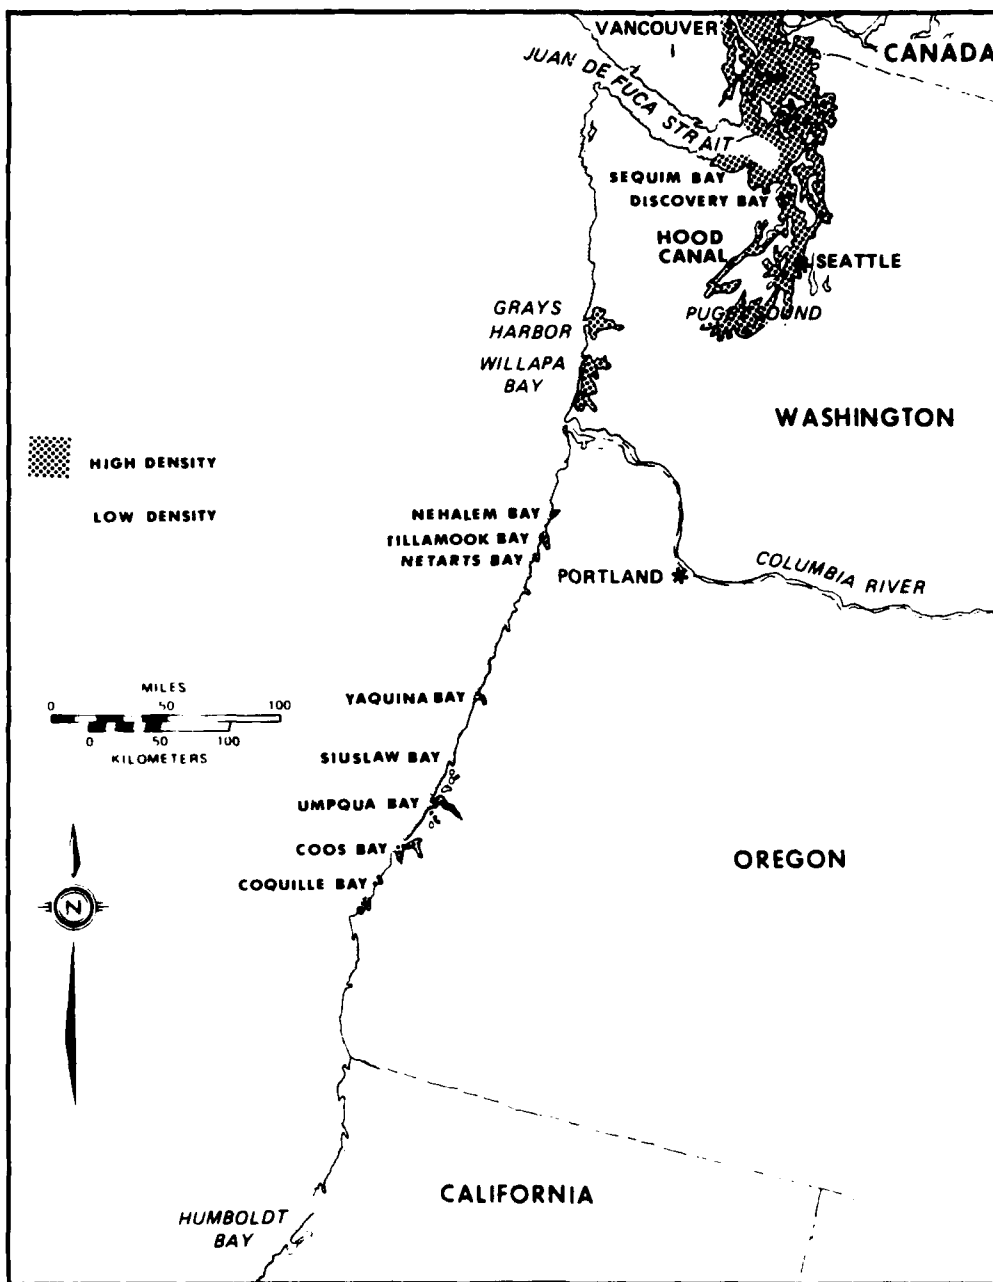 VANCOUVER
I
CANADA
JUAN DE FUCA STRAIT
SEQUIM BAY
DISCOVERY BAY
HOOD
CANAL
SEATTLE
GRAYS
HARBOR
PUGET SOUND
WILLAPA
BAY
WASHINGTON
HIGH DENSITY
LOW DENSITY
NEHALEM BAY
TILLAMOOK BAY
NETARTS BAY
PORTLAND
COLUMBIA RIVER
MILES
0 50 100
0 50 100
KILOMETERS
YAQUINA BAY
SIUSLAW BAY
UMPQUA BAY
COOS BAY
COQUILLE BAY
OREGON
N
CALIFORNIA
HUMBOLDT
BAY